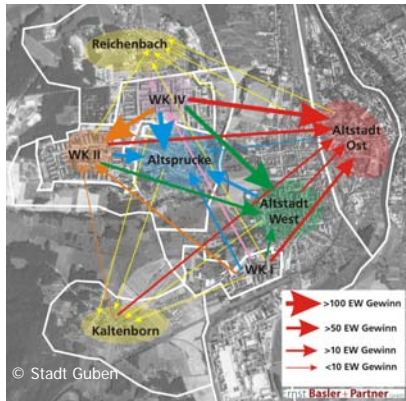 Reichenbach
WK IV
WK II
Altsprucke
Altstadt
Ost
Altstadt
West
WK I
Kaltenborn
>100 EW Gewinn
>50 EW Gewinn
>10 EW Gewinn
<10 EW Gewinn
© Stadt Guben
rnst Basler + Partner